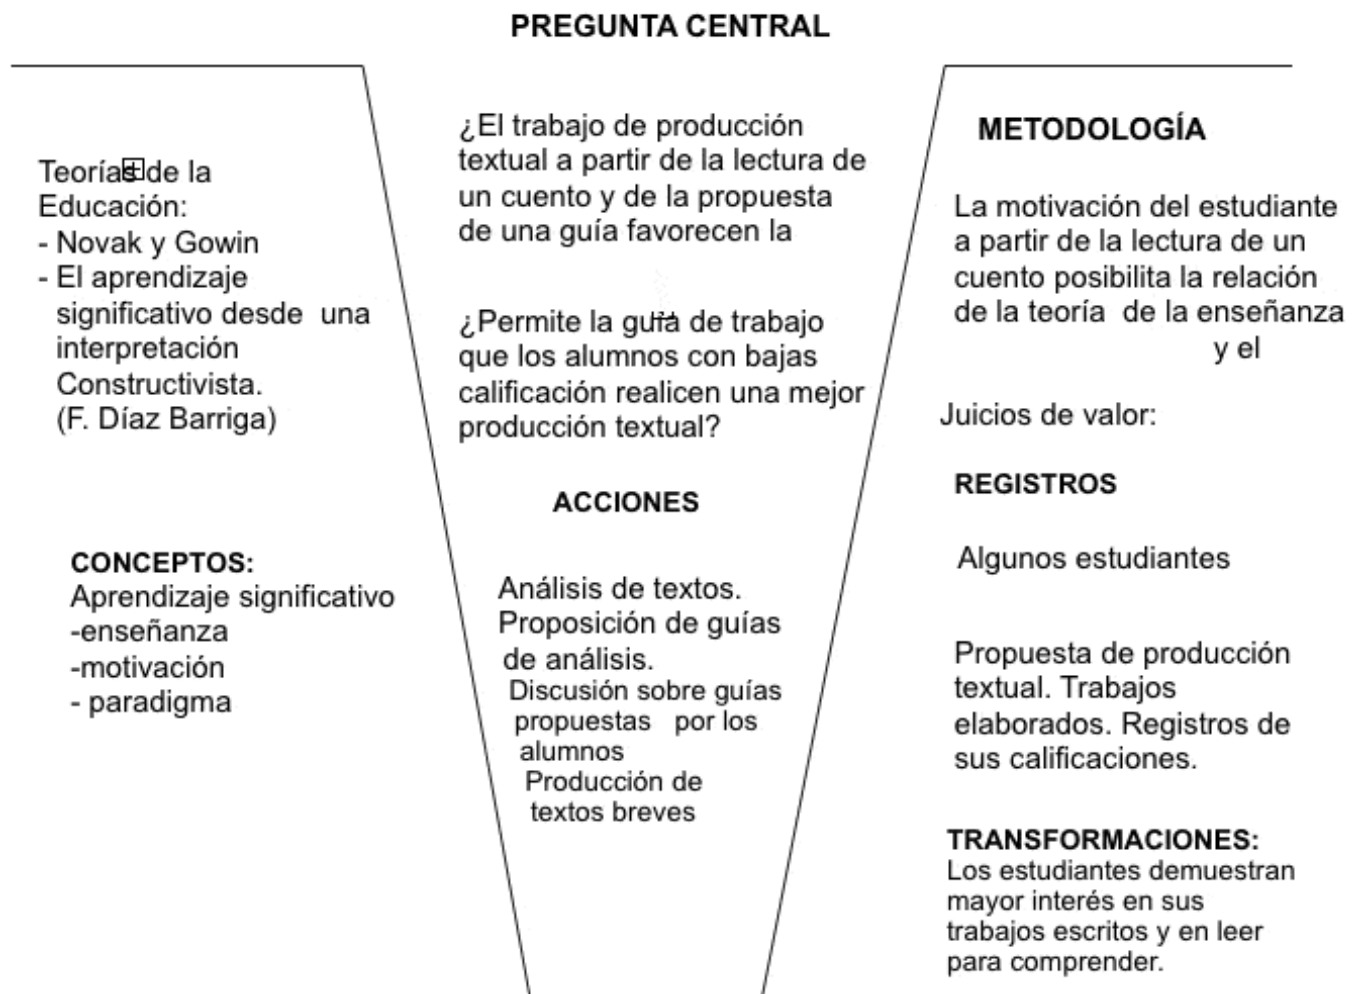 PREGUNTA CENTRAL
Teorías de la
Educación:
- Novak y Gowin
- El aprendizaje
significativo desde una
interpretación
Constructivista.
(F. Díaz Barriga)
CONCEPTOS:
Aprendizaje significativo
-enseñanza
-motivación
- paradigma
¿El trabajo de producción
textual a partir de la lectura de
un cuento y de la propuesta
de una guía favorecen la
¿Permite la guía de trabajo
que los alumnos con bajas
calificación realicen una mejor
producción textual?
ACCIONES
Análisis de textos.
Proposición de guías
de análisis.
Discusión sobre guías
propuestas por los
alumnos
Producción de
textos breves
METODOLOGÍA
La motivación del estudiante
a partir de la lectura de un
cuento posibilita la relación
de la teoría de la enseñanza
y el
Juicios de valor:
REGISTROS
Algunos estudiantes
Propuesta de producción
textual. Trabajos
elaborados. Registros de
sus calificaciones.
TRANSFORMACIONES:
Los estudiantes demuestran
mayor interés en sus
trabajos escritos y en leer
para comprender.